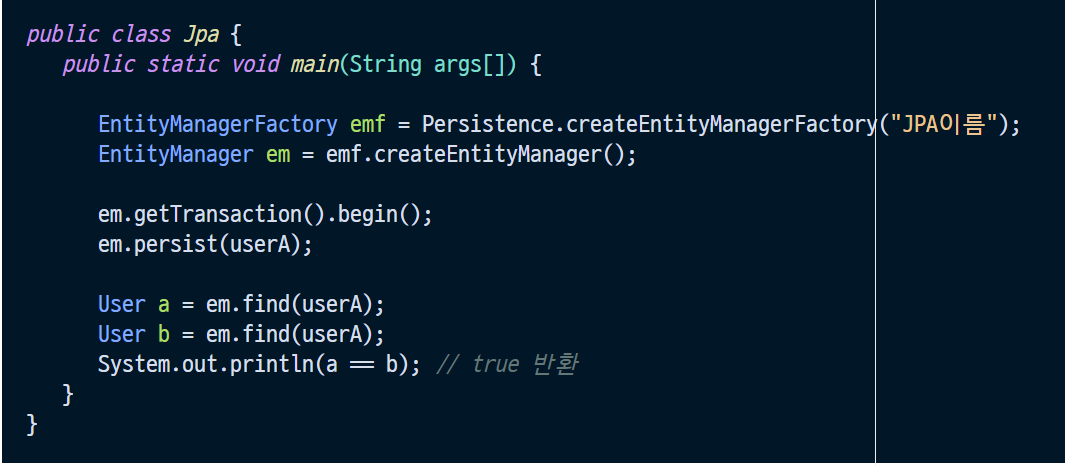 public class Jpa {
public static void main(String args[]) {
EntityManagerFactory emf = Persistence.createEntityManagerFactory("JPA이름");
EntityManager em = emf.createEntityManager();
em.getTransaction().begin();
em.persist(userA);
User a = em.find(userA);
User b = em.find(userA);
System.out.println(a == b); // true 반환
}
}